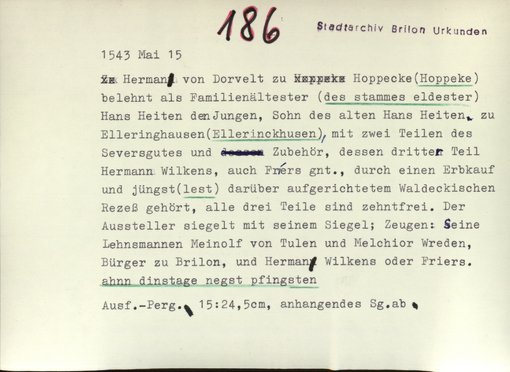 186
Stadtarchiv Brilon Urkunden
1543 Mai 15
Herman von Dorvelt zu Hoppecke (Hoppeke)
belehnt als Familienältester (des stammes eldester)
Hans Heiten den Jungen, Sohn des alten Hans Heiten, zu
Elleringhausen (Ellerinckhusen), mit zwei Teilen des
Seversgutes und Zubehör, dessen dritter Teil
Hermann Wilkens, auch Friers gnt., durch einen Erbkauf
und jüngst (lest) darüber aufgerichtetem Waldeckischen
Rezeß gehört, alle drei Teile sind zehntfrei. Der
Aussteller siegelt mit seinem Siegel; Zeugen: Seine
Lehnsmannen Meinolf von Tulen und Melchior Wreden,
Bürger zu Brilon, und Herman Wilkens oder Friers.
ahnn dinstage negst pfingsten
Ausf.-Perg., 15:24,5cm, anhangendes Sg.ab.